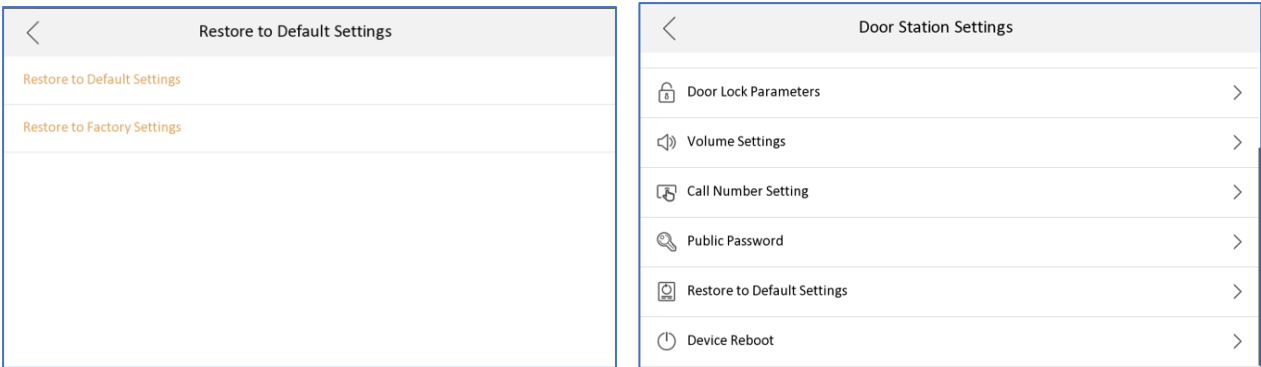 Restore to Default Settings
Restore to Default Settings
Restore to Factory Settings
Door Station Settings
Door Lock Parameters
Volume Settings
Call Number Setting
Public Password
Restore to Default Settings
Device Reboot